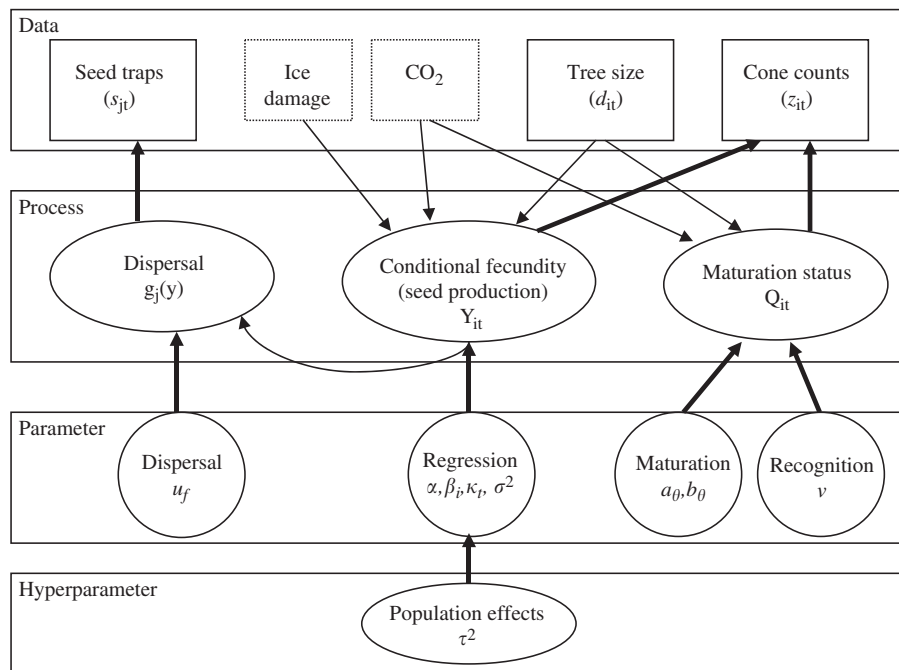 Data
Seed traps
(s_jt)
Ice
damage
CO₂
Tree size
(d_it)
Cone counts
(z_it)
Process
Dispersal
g_j(y)
Conditional fecundity
(seed production)
Y_it
Maturation status
Q_it
Parameter
Dispersal
u_f
Regression
α,β_i,κ_t, σ²
Maturation
a_θ,b_θ
Recognition
v
Hyperparameter
Population effects
τ²